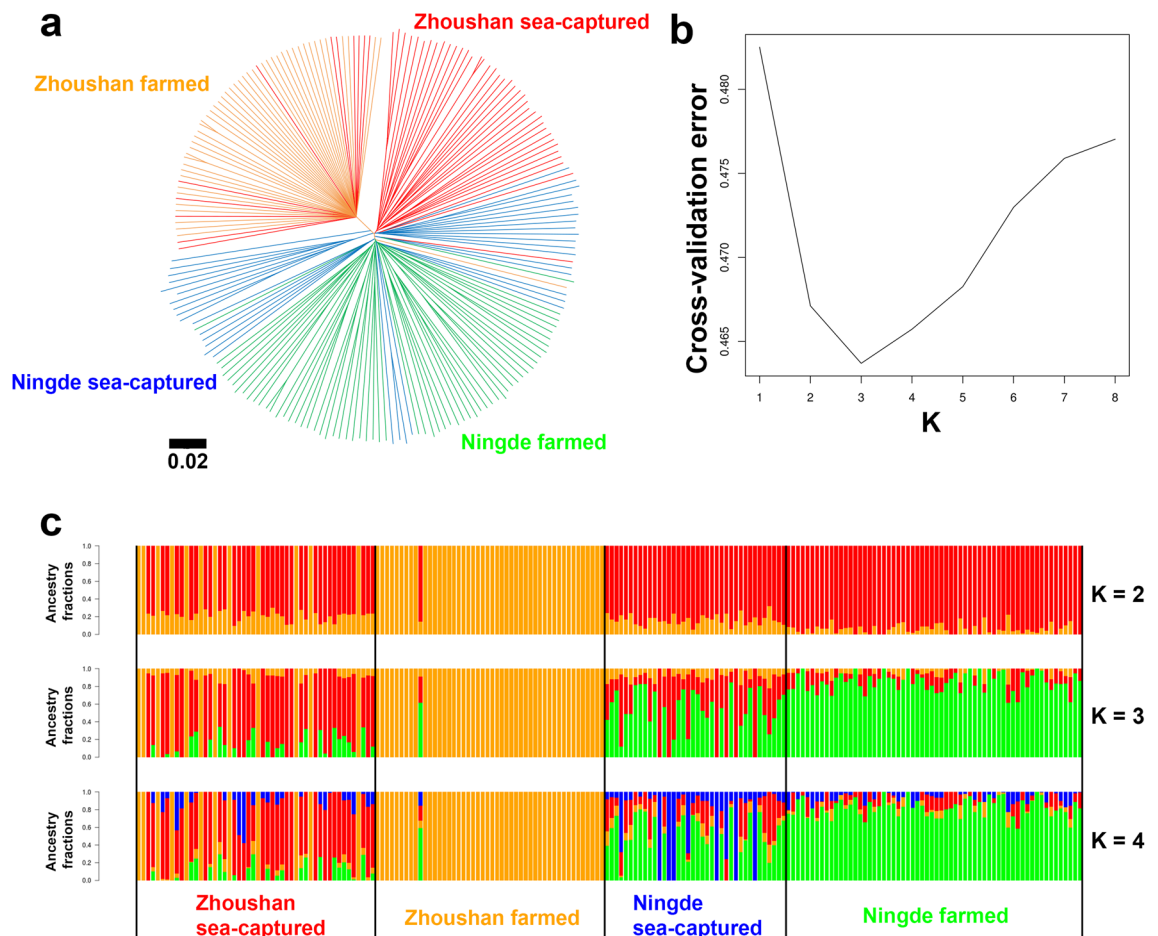 a
Zhoushan sea-captured
Zhoushan farmed
Ningde sea-captured
Ningde farmed
0.02
b
Cross-validation error
0.480
0.475
0.470
0.465
1 2 3 4 5 6 7 8
K
c
Ancestry
fractions
1.0
0.8
0.6
0.4
0.2
0.0
K = 2
Ancestry
fractions
1.0
0.8
0.6
0.4
0.2
0.0
K = 3
Ancestry
fractions
1.0
0.8
0.6
0.4
0.2
0.0
K = 4
Zhoushan
sea-captured
Zhoushan farmed
Ningde
sea-captured
Ningde farmed